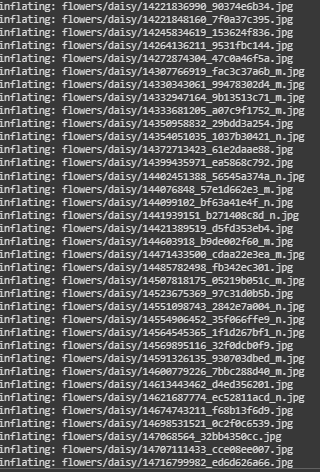 inflating: flowers/daisy/14221836990_90374e6b34.jpg
inflating: flowers/daisy/14221848160_7f0a37c395.jpg
inflating: flowers/daisy/14245834619_153624f836.jpg
inflating: flowers/daisy/14264136211_9531fbc144.jpg
inflating: flowers/daisy/14272874304_47c0a46f5a.jpg
inflating: flowers/daisy/14307766919_fac3c37a6b_m.jpg
inflating: flowers/daisy/14330343061_99478302d4_m.jpg
inflating: flowers/daisy/14332947164_9b13513c71_m.jpg
inflating: flowers/daisy/14333681205_a07c9f1752_m.jpg
inflating: flowers/daisy/14350958832_29bdd3a254.jpg
inflating: flowers/daisy/14354051035_1037b30421_n.jpg
inflating: flowers/daisy/14372713423_61e2daae88.jpg
inflating: flowers/daisy/14399435971_ea5868c792.jpg
inflating: flowers/daisy/14402451388_56545a374a_n.jpg
inflating: flowers/daisy/144076848_57e1d662e3_m.jpg
inflating: flowers/daisy/144099102_bf63a41e4f_n.jpg
inflating: flowers/daisy/1441939151_b271408c8d_n.jpg
inflating: flowers/daisy/14421389519_d5fd353eb4.jpg
inflating: flowers/daisy/144603918_b9de002f60_m.jpg
inflating: flowers/daisy/14471433500_cdaa22e3ea_m.jpg
inflating: flowers/daisy/14485782498_fb342ec301.jpg
inflating: flowers/daisy/14507818175_05219b051c_m.jpg
inflating: flowers/daisy/14523675369_97c31d0b5b.jpg
inflating: flowers/daisy/14551098743_2842e7a004_n.jpg
inflating: flowers/daisy/14554906452_35f066ffe9_n.jpg
inflating: flowers/daisy/14564545365_1f1d267bf1_n.jpg
inflating: flowers/daisy/14569895116_32f0dcb0f9.jpg
inflating: flowers/daisy/14591326135_930703dbed_m.jpg
inflating: flowers/daisy/14600779226_7bbc288d40_m.jpg
inflating: flowers/daisy/14613443462_d4ed356201.jpg
inflating: flowers/daisy/14621687774_ec52811acd_n.jpg
inflating: flowers/daisy/14674743211_f68b13f6d9.jpg
inflating: flowers/daisy/14698531521_0c2f0c6539.jpg
inflating: flowers/daisy/147068564_32bb4350cc.jpg
inflating: flowers/daisy/14707111433_cce08ee007.jpg
inflating: flowers/daisy/14716799982_ed6d626a66.jpg